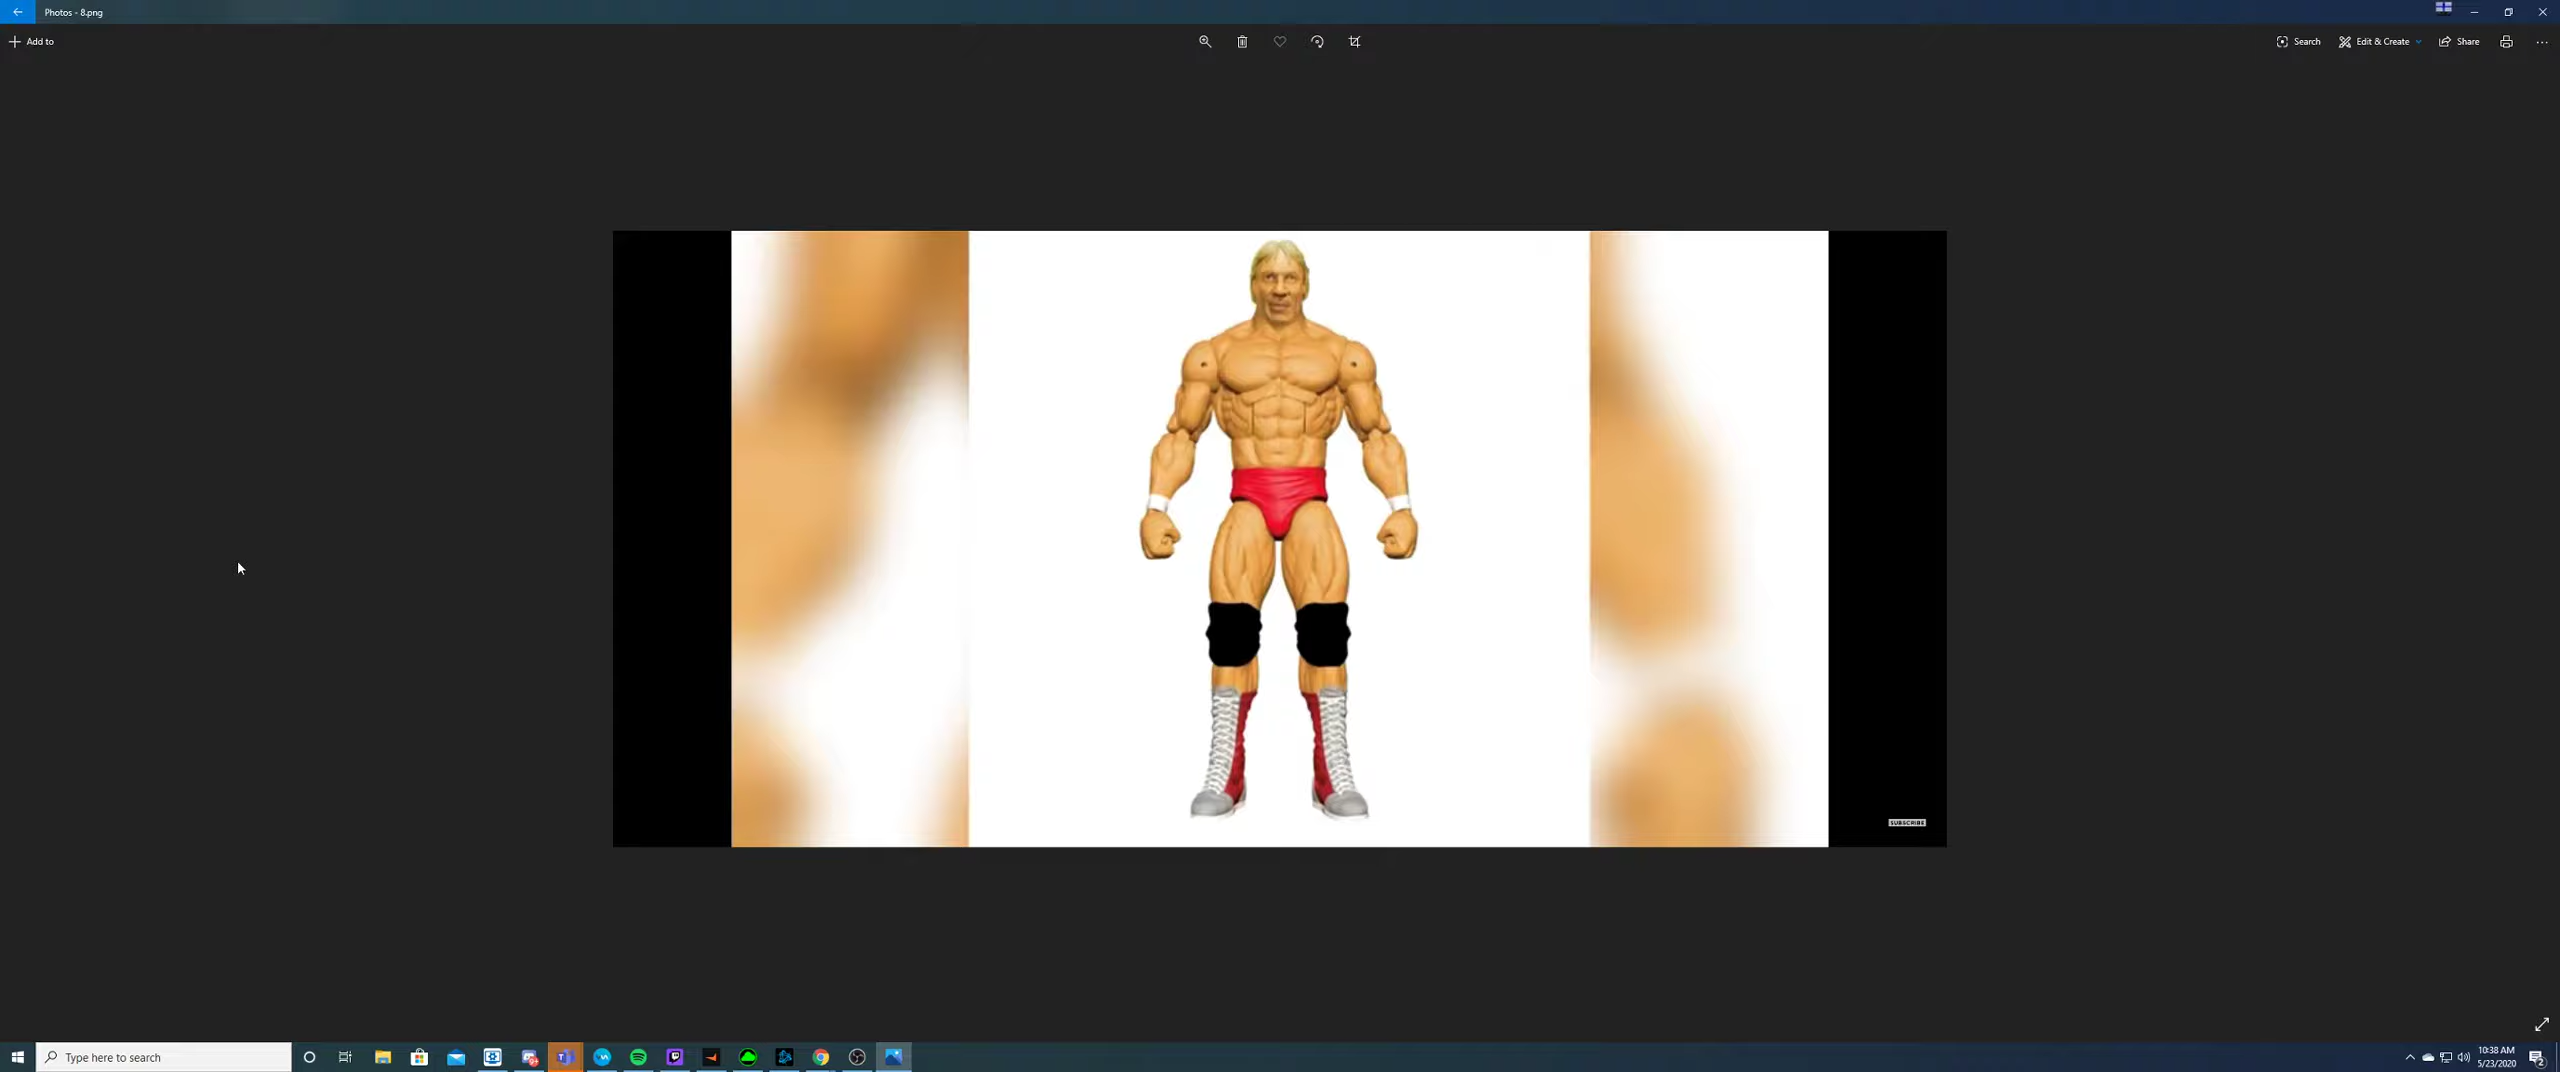 Photos - 8.png
Add to
Search
Edit & Create
Share
SUBSCRIBE
Type here to search
10:38 AM
5/23/2020